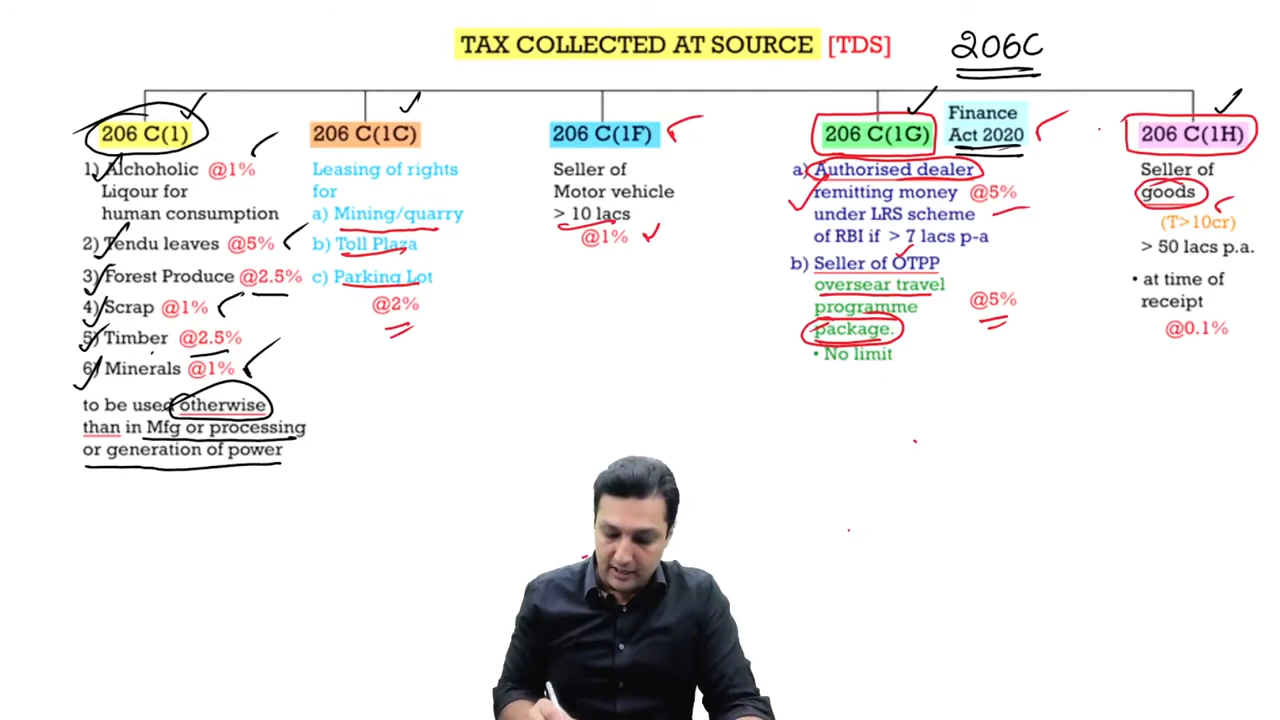 TAX COLLECTED AT SOURCE [TDS]
206C
206 C(1)
1) Alchoholic @1%
Liqour for
human consumption
2) Tendu leaves @5%
3) Forest Produce @2.5%
4) Scrap @1%
5) Timber @2.5%
6) Minerals @1%
to be used otherwise
than in Mfg or processing
or generation of power
206 C(1C)
Leasing of rights
for
a) Mining/quarry
b) Toll Plaza
c) Parking Lot
@2%
206 C(1F)
Seller of
Motor vehicle
> 10 lacs
@1%
206 C(1G)
Finance
Act 2020
a) Authorised dealer
remitting money @5%
under LRS scheme
of RBI if > 7 lacs p-a
b) Seller of OTPP
oversear travel
programme @5%
package.
• No limit
206 C(1H)
Seller of
goods
(T>10cr)
> 50 lacs p.a.
• at time of
receipt
@0.1%